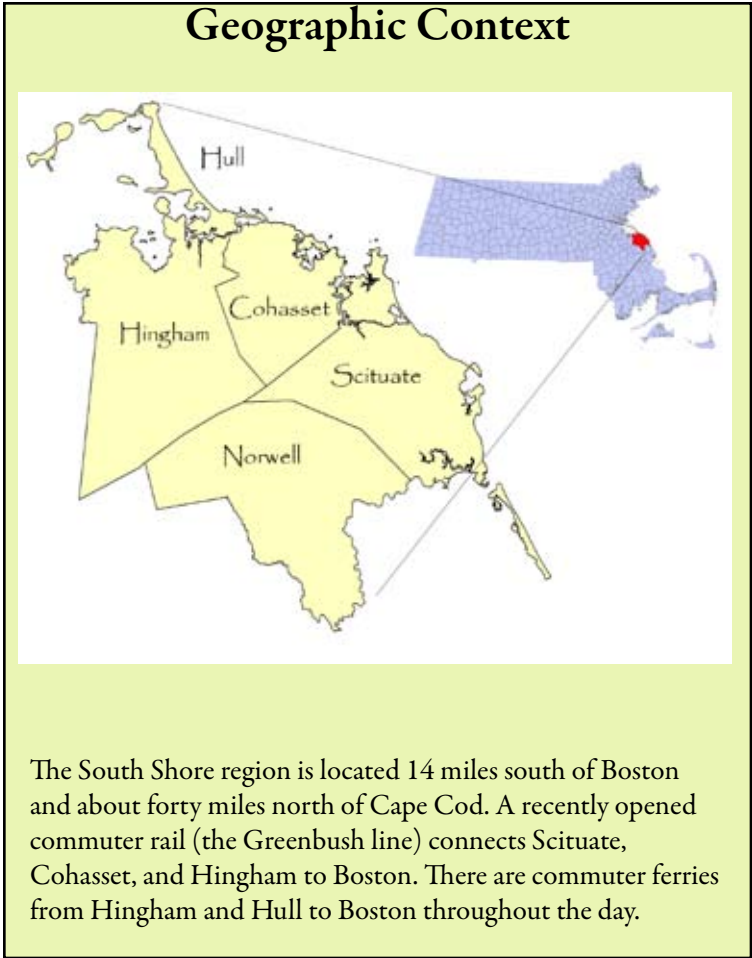 Geographic Context
Hull
Cohasset
Hingham
Scituate
Norwell
The South Shore region is located 14 miles south of Boston
and about forty miles north of Cape Cod. A recently opened
commuter rail (the Greenbush line) connects Scituate,
Cohasset, and Hingham to Boston. There are commuter ferries
from Hingham and Hull to Boston throughout the day.